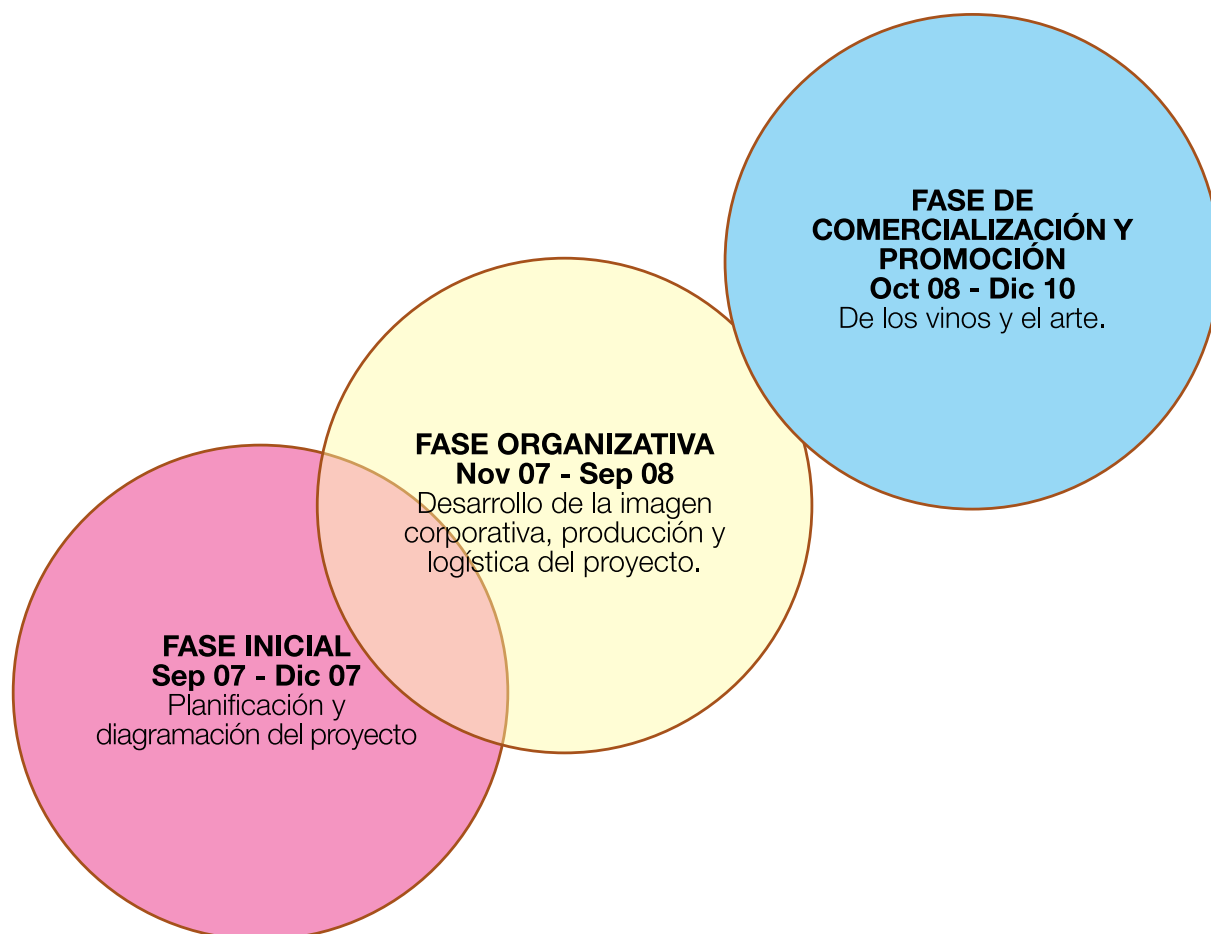 FASE DE
COMERCIALIZACIÓN Y
PROMOCIÓN
Oct 08 - Dic 10
De los vinos y el arte.
FASE ORGANIZATIVA
Nov 07 - Sep 08
Desarrollo de la imagen
corporativa, producción y
logística del proyecto.
FASE INICIAL
Sep 07 - Dic 07
Planificación y
diagramación del proyecto